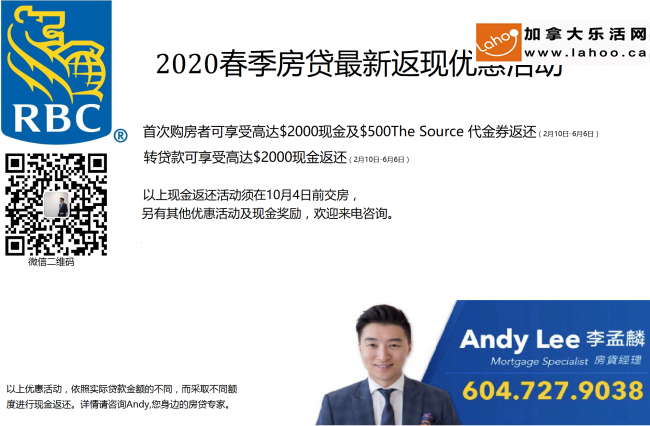 加拿大乐活网
Lahoo
www.lahoo.ca
2020春季房贷最新返现优惠活动
RBC
®
首次购房者可享受高达$2000现金及$500The Source 代金券返还（2月10日-6月6日）
转贷款可享受高达$2000现金返还（2月10日-6月6日）
以上现金返还活动须在10月4日前交房，
另有其他优惠活动及现金奖励，欢迎来电咨询。
微信二维码
Andy Lee 李孟麟
Mortgage Specialist 房貸經理
604.727.9038
以上优惠活动，依照实际贷款金额的不同，而采取不同额
度进行现金返还。详情请咨询Andy,您身边的房贷专家。